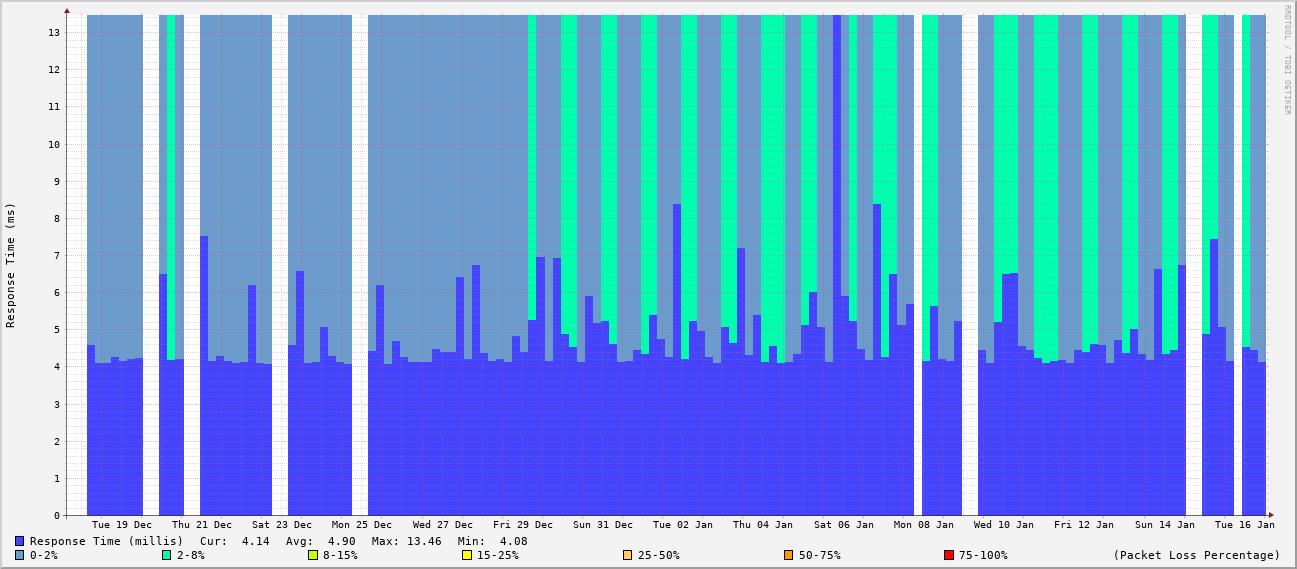 RRDTOOL / TOBI OETIKER
Response Time (ms)
13
12
11
10
9
8
7
6
5
4
3
2
1
0
Tue 19 Dec Thu 21 Dec Sat 23 Dec Mon 25 Dec Wed 27 Dec Fri 29 Dec Sun 31 Dec Tue 02 Jan Thu 04 Jan Sat 06 Jan Mon 08 Jan Wed 10 Jan Fri 12 Jan Sun 14 Jan Tue 16 Jan
Response Time (millis) Cur: 4.14 Avg: 4.90 Max: 13.46 Min: 4.08
0-2% 2-8% 8-15% 15-25% 25-50% 50-75% 75-100% (Packet Loss Percentage)